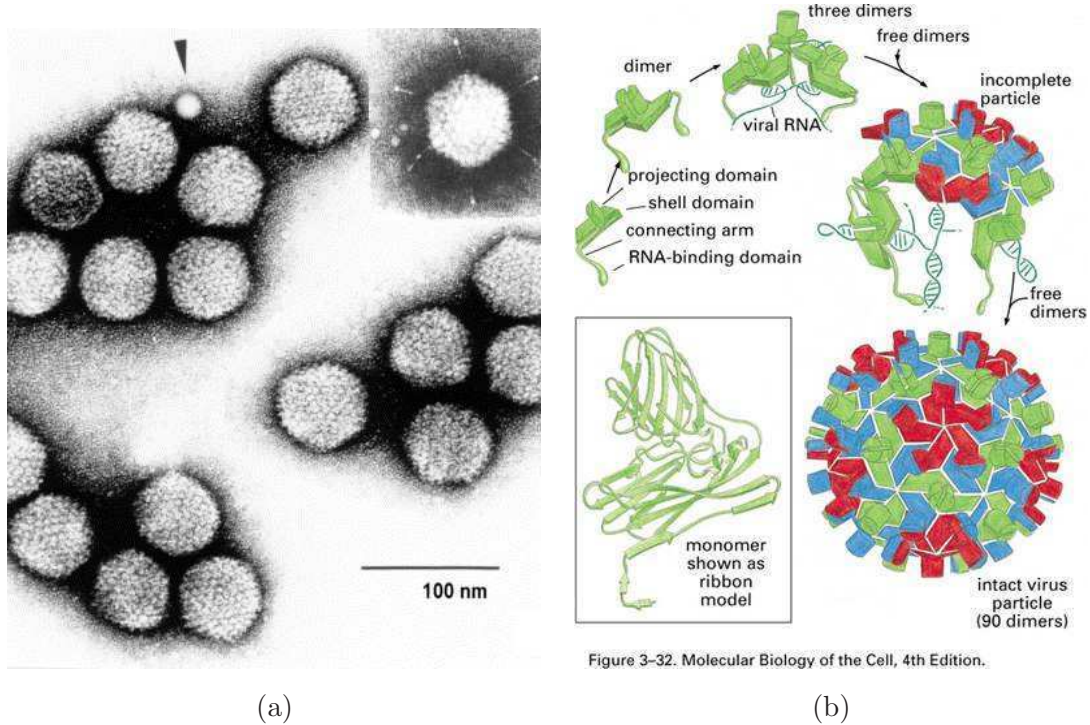 100 nm
three dimers
free dimers
dimer
incomplete
particle
viral RNA
projecting domain
shell domain
connecting arm
RNA-binding domain
free
dimers
monomer
shown as
ribbon
model
intact virus
particle
(90 dimers)
Figure 3–32. Molecular Biology of the Cell, 4th Edition.
(a)
(b)